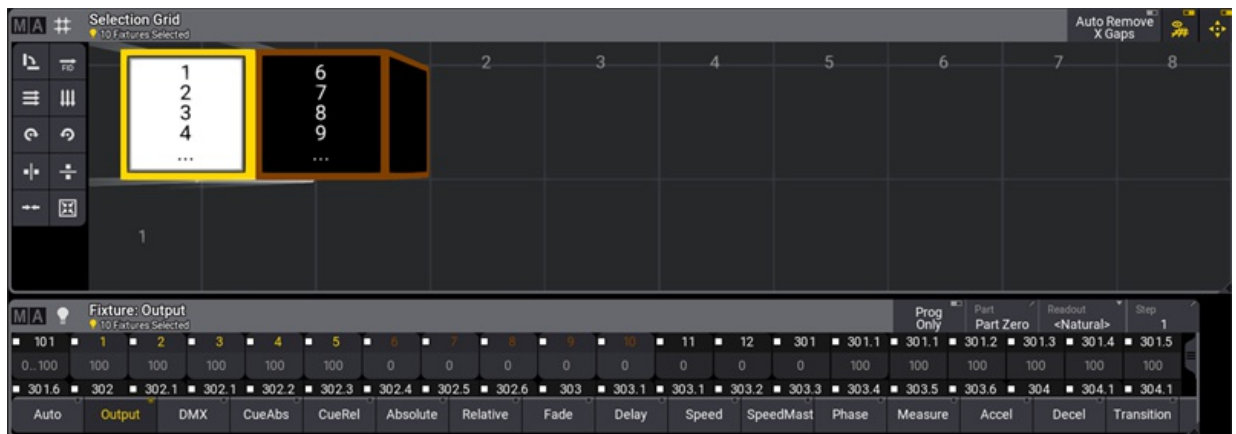 MA Selection Grid
10 Fixtures Selected
Auto Remove
X Gaps
FID
1 6
2 7
3 8
4 9
... ...
2 3 4 5 6 7 8
1
MA Fixture: Output
10 Fixtures Selected
Prog
Only
Part
Part Zero
Readout
<Natural>
Step
1
101 1 2 3 4 5 6 7 8 9 10 11 12 301 301.1 301.1 301.2 301.3 301.4 301.5
0..100 100 100 100 100 100 0 0 0 0 0 0 0 0 100 100 100 100 100 100
301.6 302 302.1 302.1 302.2 302.3 302.4 302.5 302.6 303 303.1 303.1 303.2 303.3 303.4 303.5 303.6 304 304.1 304.1
Auto Output DMX CueAbs CueRel Absolute Relative Fade Delay Speed SpeedMast Phase Measure Accel Decel Transition